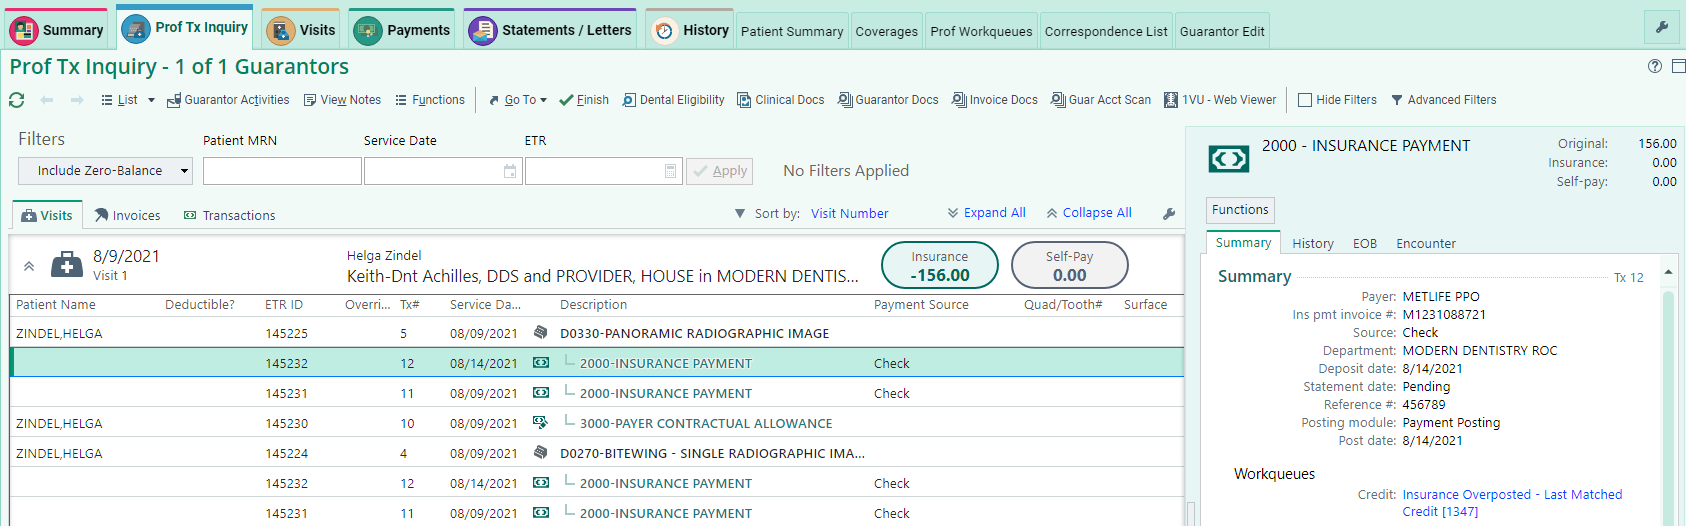 Summary
Prof Tx Inquiry
Visits
Payments
Statements / Letters
History
Patient Summary
Coverages
Prof Workqueues
Correspondence List
Guarantor Edit
Prof Tx Inquiry - 1 of 1 Guarantors
List Guarantor Activities View Notes Functions Go To Finish Dental Eligibility Clinical Docs Guarantor Docs Invoice Docs Guar Acct Scan 1VU - Web Viewer Hide Filters Advanced Filters
Filters
Patient MRN Service Date ETR
Include Zero-Balance
Apply
No Filters Applied
Visits Invoices Transactions
Sort by: Visit Number Expand All Collapse All
8/9/2021
Visit 1
Helga Zindel
Keith-Dnt Achilles, DDS and PROVIDER, HOUSE in MODERN DENTIS...
Insurance
-156.00
Self-Pay
0.00
Patient Name Deductible? ETR ID Overri... Tx# Service Da... Description Payment Source Quad/Tooth# Surface
ZINDEL,HELGA 145225 5 08/09/2021 D0330-PANORAMIC RADIOGRAPHIC IMAGE
145232 12 08/14/2021 2000-INSURANCE PAYMENT Check
145231 11 08/09/2021 2000-INSURANCE PAYMENT Check
ZINDEL,HELGA 145230 10 08/09/2021 3000-PAYER CONTRACTUAL ALLOWANCE
ZINDEL,HELGA 145224 4 08/09/2021 D0270-BITEWING - SINGLE RADIOGRAPHIC IMA...
145232 12 08/14/2021 2000-INSURANCE PAYMENT Check
145231 11 08/09/2021 2000-INSURANCE PAYMENT Check
2000 - INSURANCE PAYMENT
Original: 156.00
Insurance: 0.00
Self-pay: 0.00
Functions
Summary History EOB Encounter
Summary Tx 12
Payer: METLIFE PPO
Ins pmt invoice #: M1231088721
Source: Check
Department: MODERN DENTISTRY ROC
Deposit date: 8/14/2021
Statement date: Pending
Reference #: 456789
Posting module: Payment Posting
Post date: 8/14/2021
Workqueues
Credit: Insurance Overposted - Last Matched
Credit [1347]